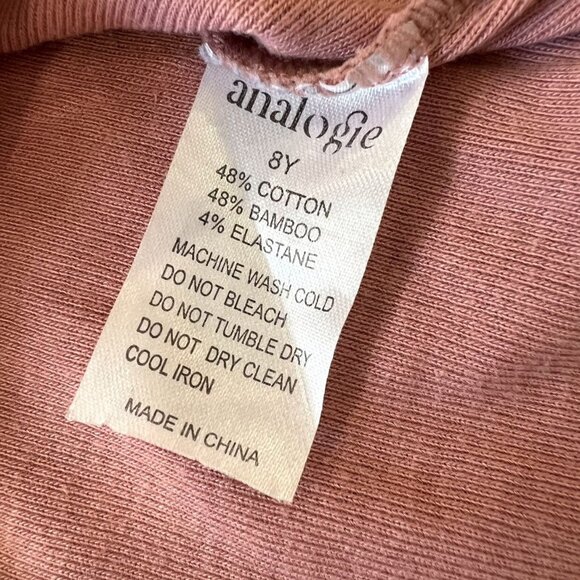 analogie
8Y
48% COTTON
48% BAMBOO
4% ELASTANE
MACHINE WASH COLD
DO NOT BLEACH
DO NOT TUMBLE DRY
DO NOT DRY CLEAN
COOL IRON
MADE IN CHINA